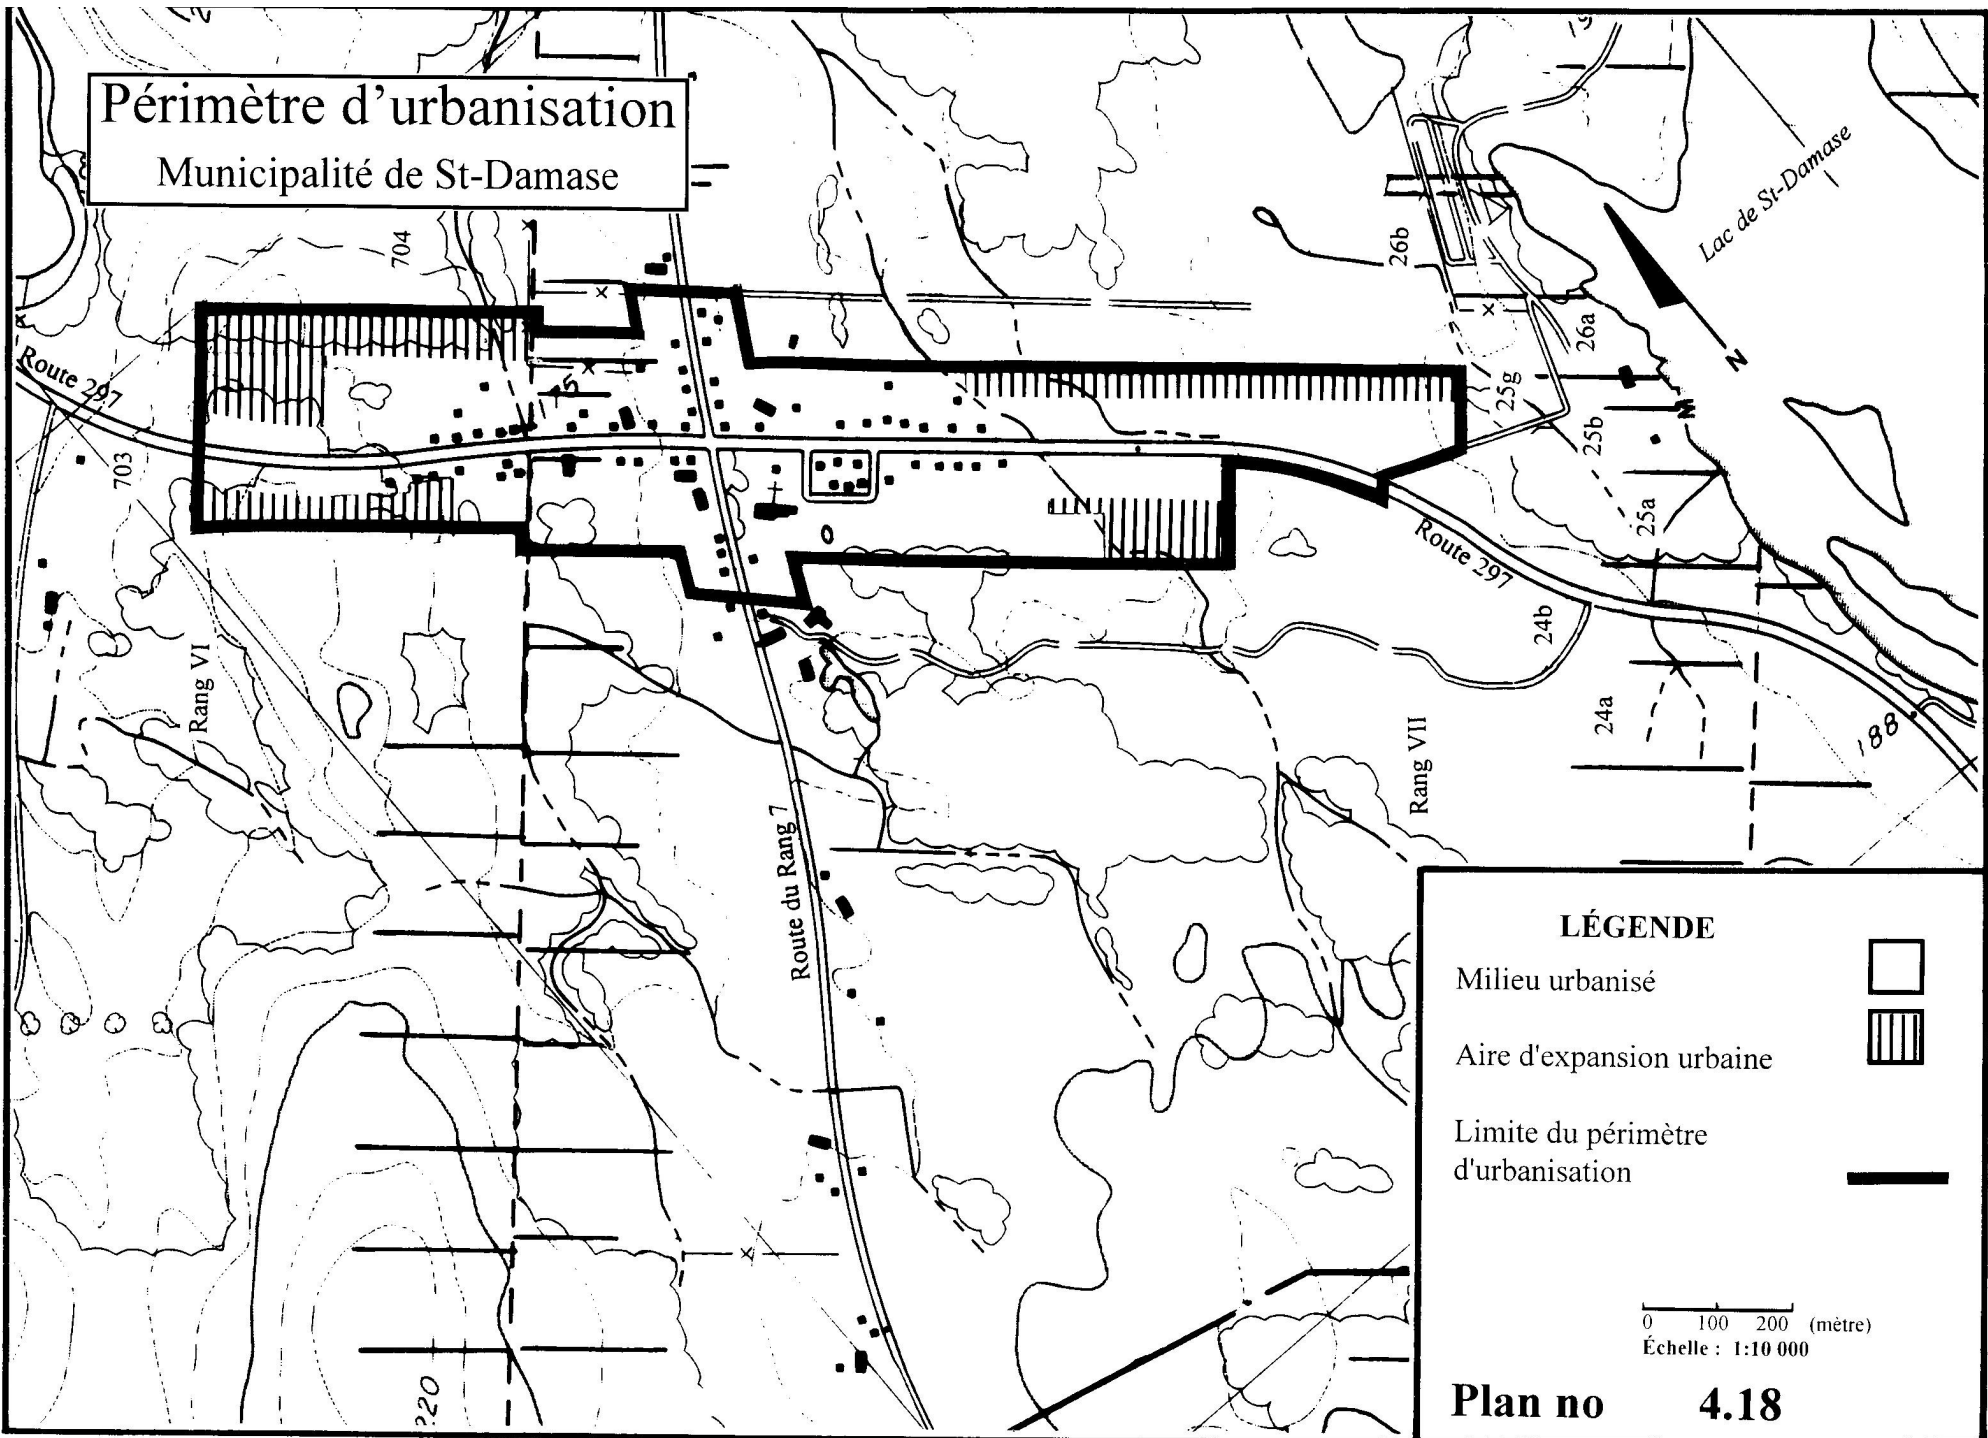 Périmètre d'urbanisation
Municipalité de St-Damase
Lac de St-Damase
704
26b
26a
N
Route 297
75
25g
25b
703
25a
Route 297
24b
Rang VI
24a
188
Rang VII
Route du Rang 7
LÉGENDE
Milieu urbanisé
Aire d'expansion urbaine
Limite du périmètre
d'urbanisation
0 100 200 (mètre)
Échelle : 1:10 000
220
Plan no 4.18